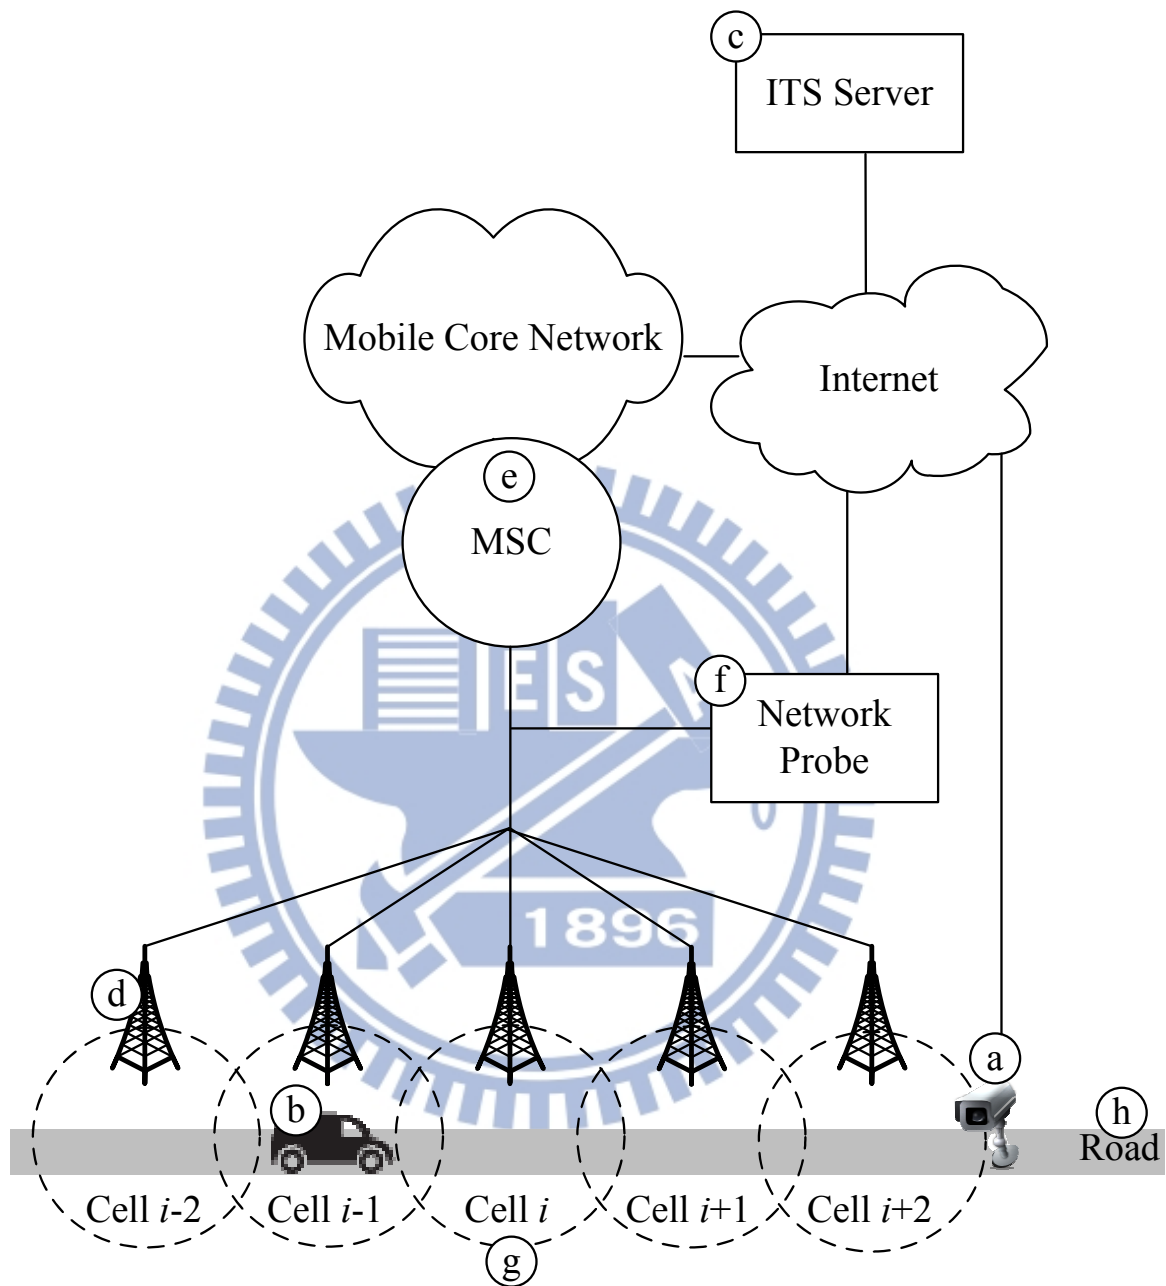 c
ITS Server
Mobile Core Network
Internet
e
MSC
ES
f
Network
Probe
1896
d
a
b
h
Road
Cell i-2
Cell i-1
Cell i
Cell i+1
Cell i+2
g